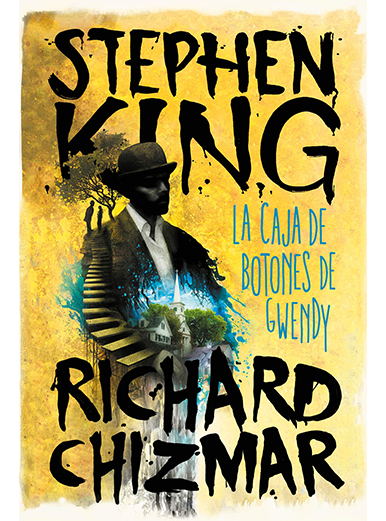 STEPHEN
KING
LA CAJA DE
BOTONES DE
GWENDY
RICHARD
CHIZMAR